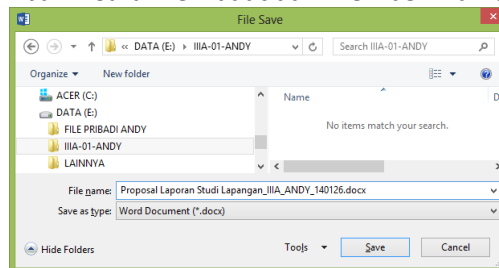 File Save
« DATA (E:) ▸ IIIA-01-ANDY
Search IIIA-01-ANDY
Organize New folder
ACER (C:)
DATA (E:)
FILE PRIBADI ANDY
IIIA-01-ANDY
LAINNYA
Name
D
No items match your search.
File name: Proposal Laporan Studi Lapangan_IIIA_ANDY_140126.docx
Save as type: Word Document (*.docx)
Hide Folders
Tools Save Cancel